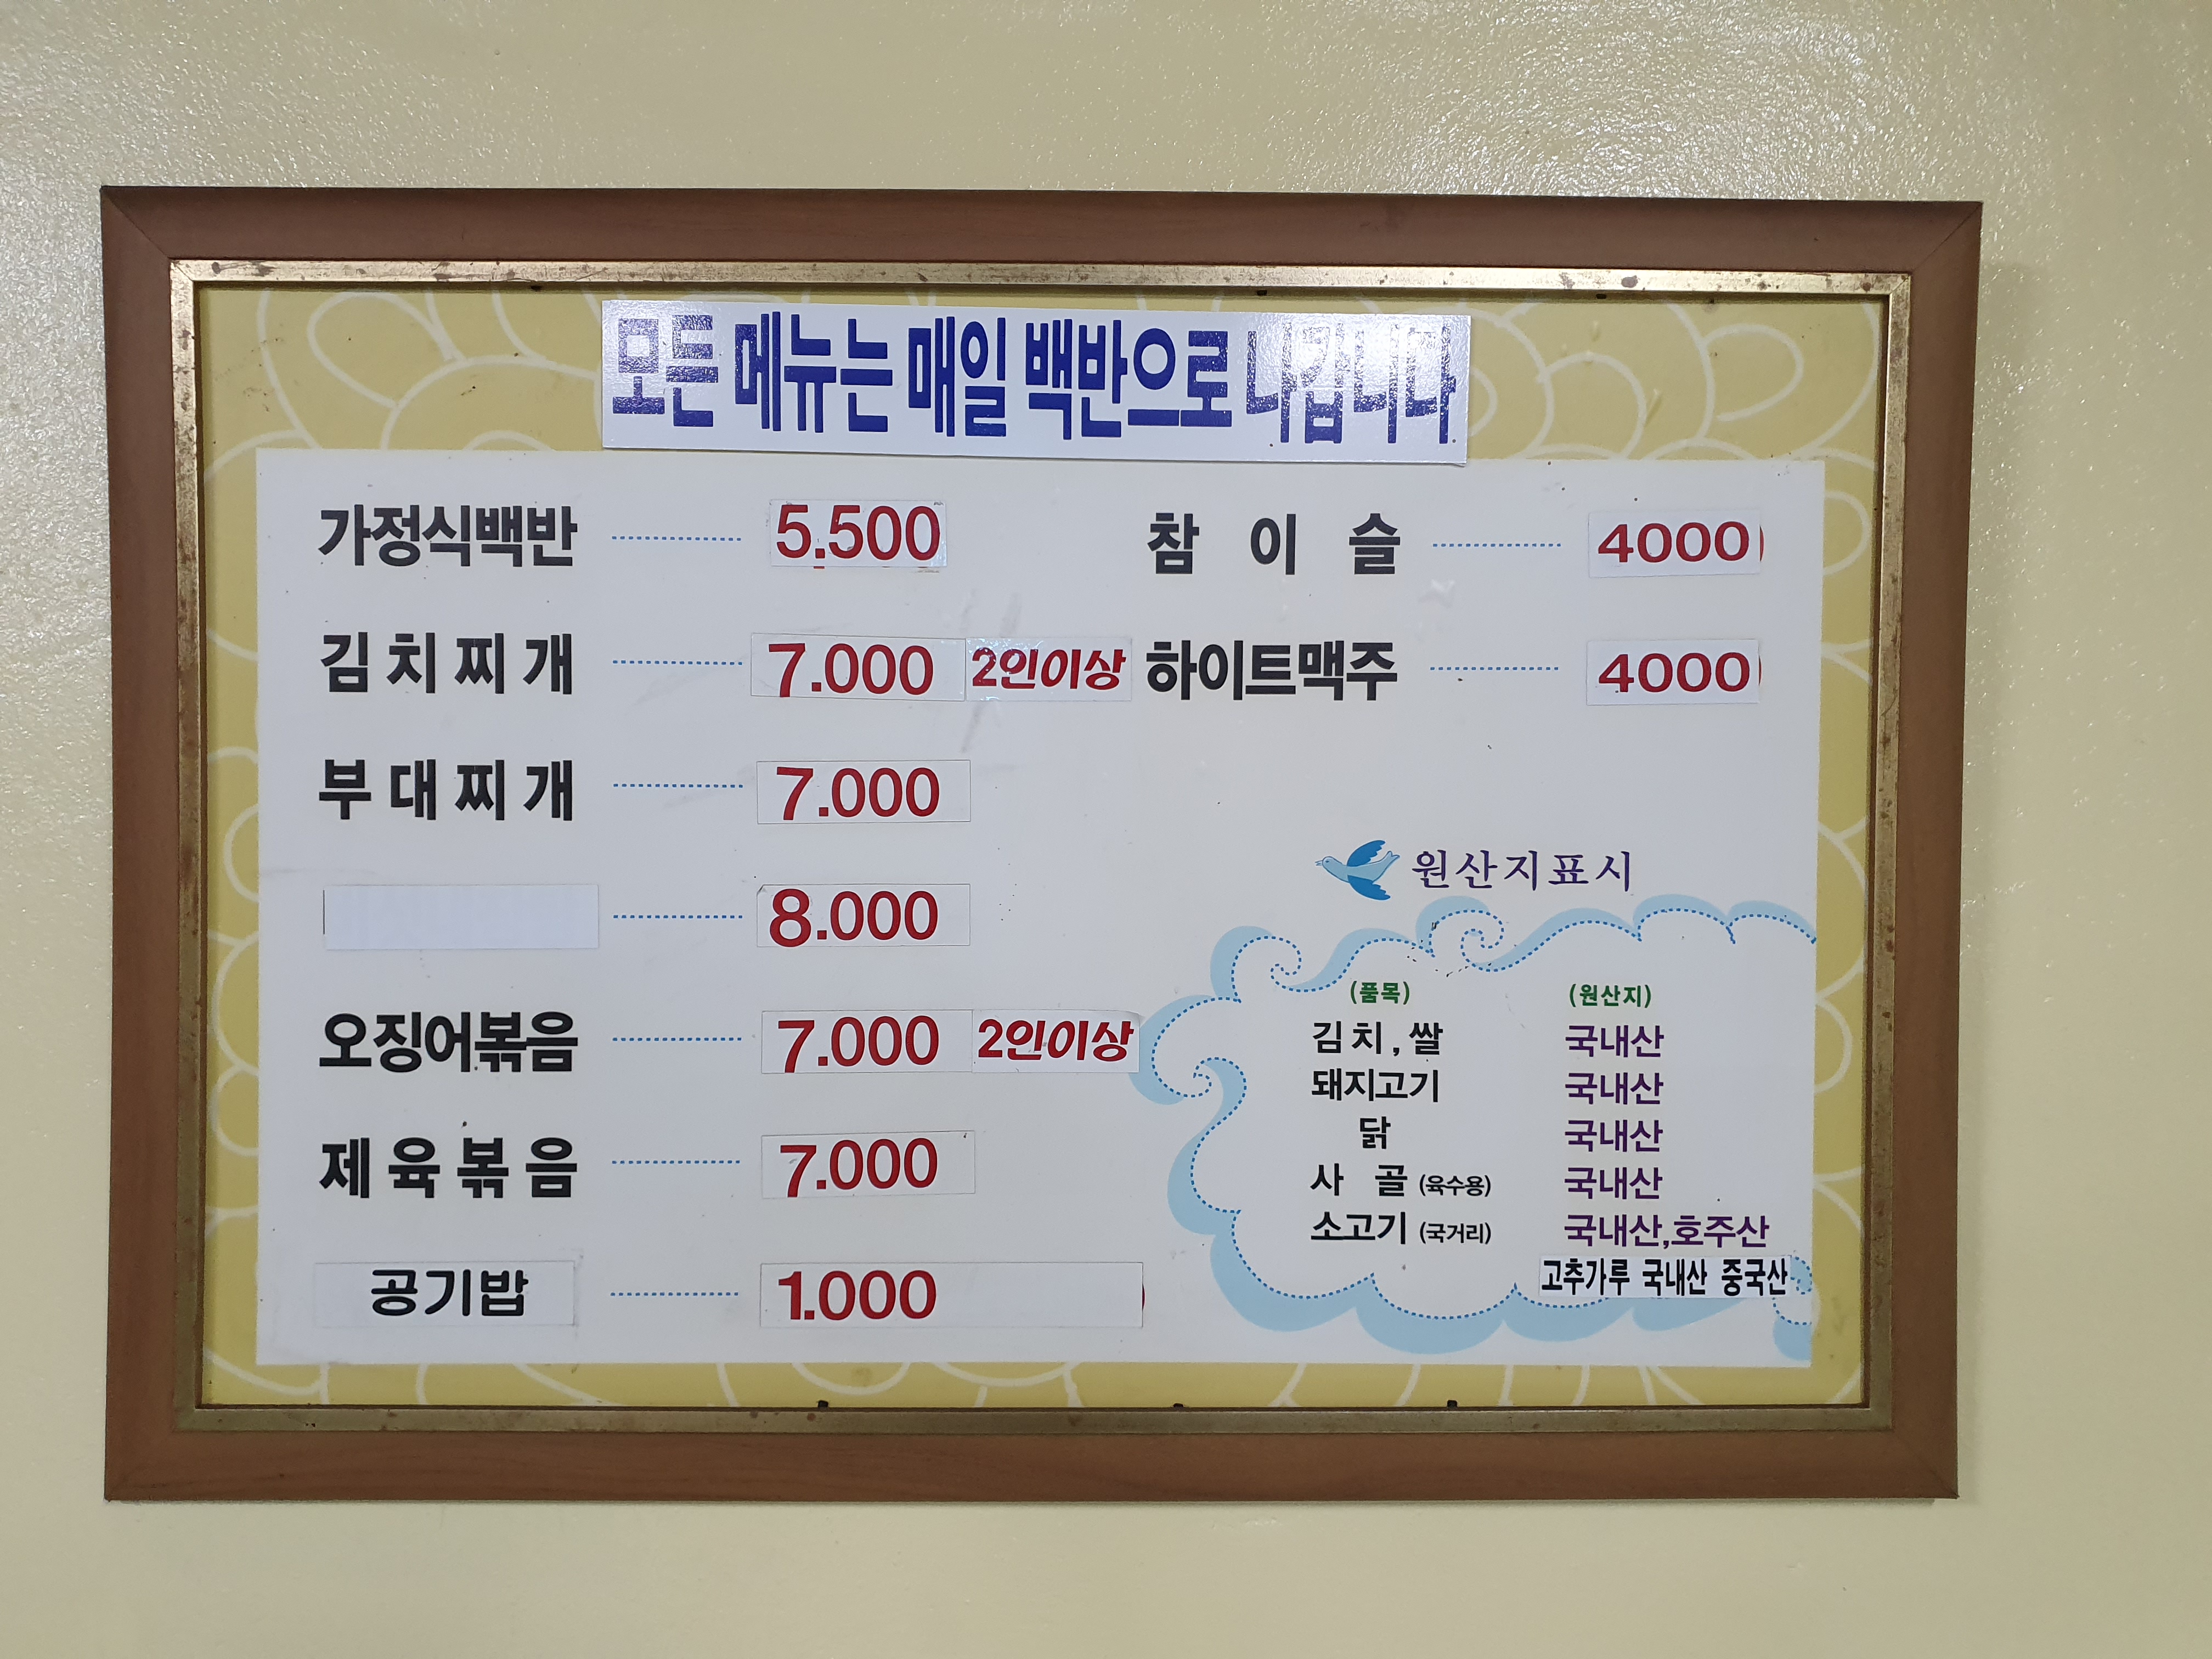 모든 메뉴는 매일 백반으로 나갑니다
가정식백반 5.500
김치찌개 7.000 2인이상
부대찌개 7.000
8.000
오징어볶음 7.000 2인이상
제육볶음 7.000
공기밥 1.000
참이슬 4000
하이트맥주 4000
원산지표시
(품목) (원산지)
김치,쌀 국내산
돼지고기 국내산
닭 국내산
사골 (육수용) 국내산
소고기 (국거리) 국내산,호주산
고추가루 국내산 중국산